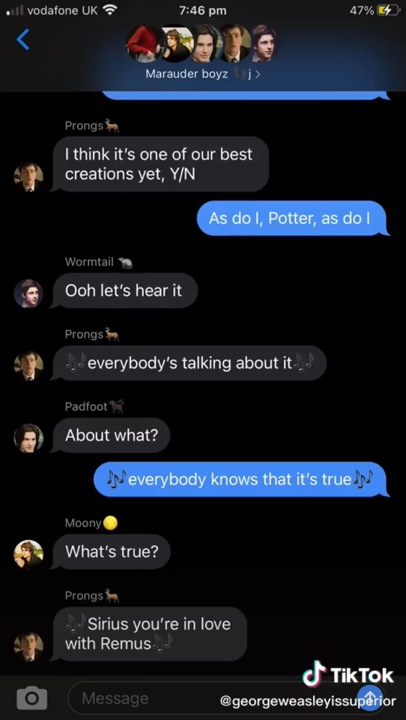 vodafone UK
7:46 pm
47%
Marauder boyz 👣j >
Prongs🦌
I think it's one of our best
creations yet, Y/N
As do I, Potter, as do I
Wormtail 🐀
Ooh let's hear it
Prongs🦌
🎶everybody's talking about it🎶
Padfoot🐈‍⬛
About what?
🎶everybody knows that it's true🎶
Moony🌕
What's true?
Prongs🦌
🎶Sirius you're in love
with Remus🎶
Message
TikTok
@georgeweasleyissuperior